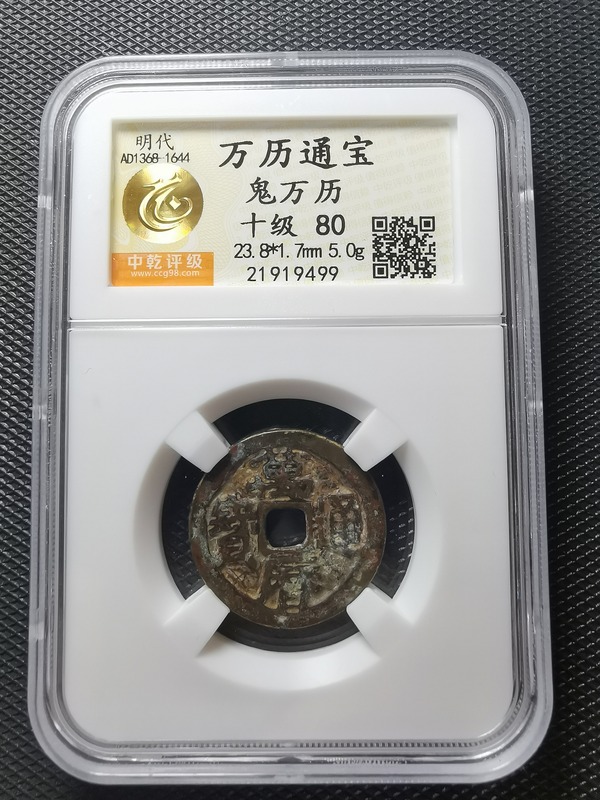 明代
AD1368-1644
中乾评级
www.ccg98.com
万历通宝
鬼万历
十级 80
23.8*1.7mm 5.0g
21919499
萬曆通寶